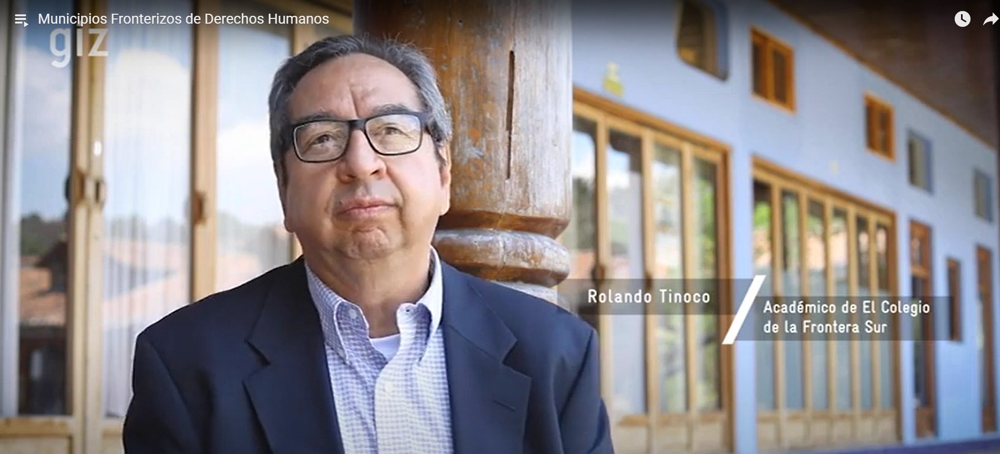 Municipios Fronterizos de Derechos Humanos
giz
Rolando Tinoco
Académico de El Colegio
de la Frontera Sur